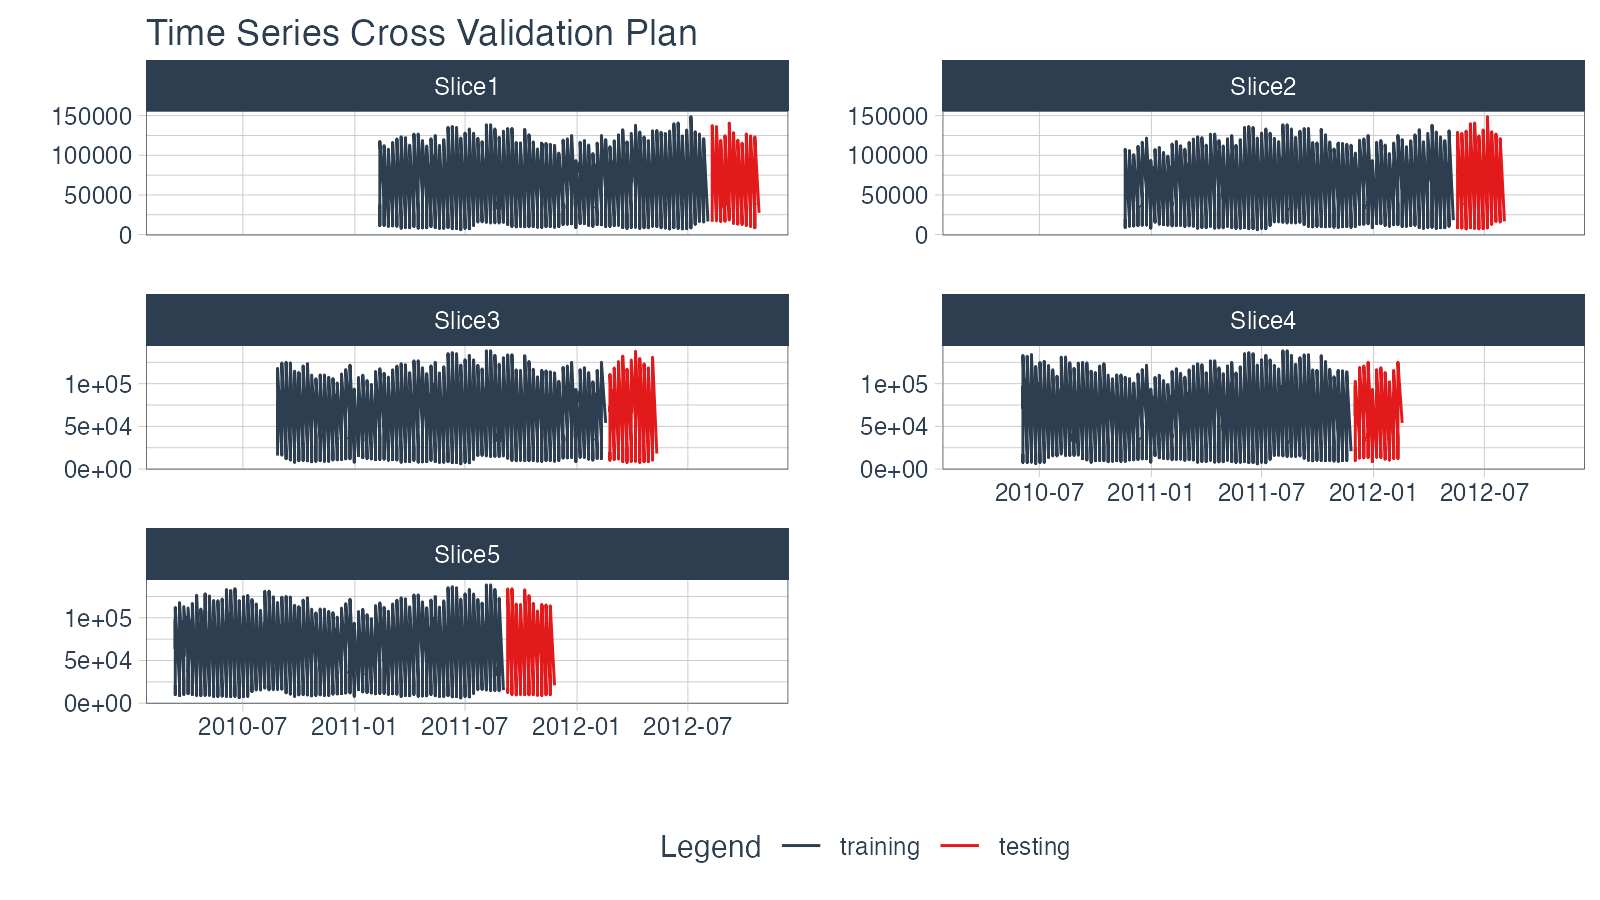 Time Series Cross Validation Plan
Slice1
150000
100000
50000
0
Slice2
150000
100000
50000
0
Slice3
1e+05
5e+04
0e+00
Slice4
1e+05
5e+04
0e+00
2010-07 2011-01 2011-07 2012-01 2012-07
Slice5
1e+05
5e+04
0e+00
2010-07 2011-01 2011-07 2012-01 2012-07
Legend training testing